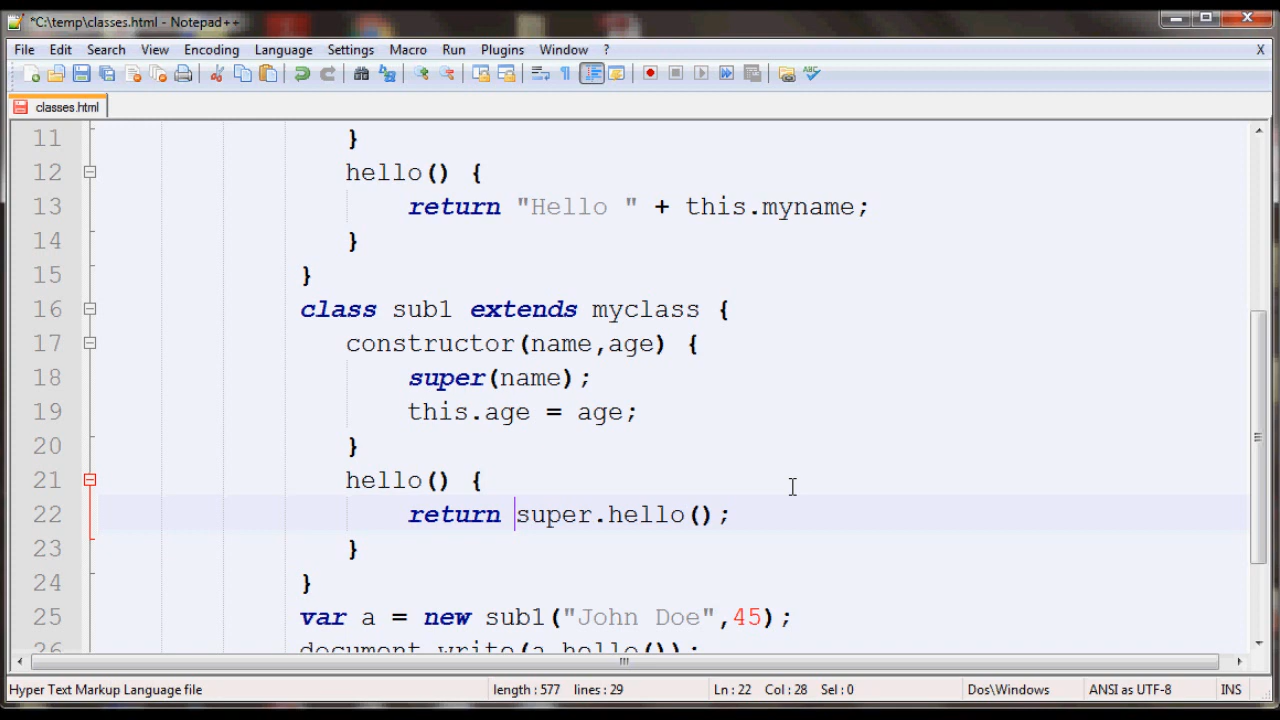 *C:\temp\classes.html - Notepad++
File Edit Search View Encoding Language Settings Macro Run Plugins Window ? X
classes.html
11 }
12 hello() {
13 return "Hello " + this.myname;
14 }
15 }
16 class sub1 extends myclass {
17 constructor(name,age) {
18 super(name);
19 this.age = age;
20 }
21 hello() {
22 return super.hello();
23 }
24 }
25 var a = new sub1("John Doe",45);
26 document.write(a.hello());
Hyper Text Markup Language file length : 577 lines : 29 Ln : 22 Col : 28 Sel : 0 Dos\Windows ANSI as UTF-8 INS